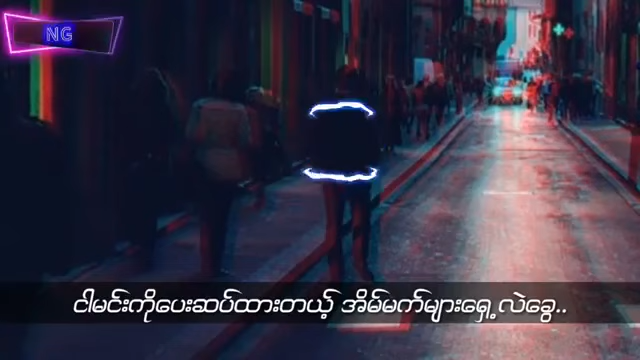 NG
ငါမင်းကိုပေးဆပ်ထားတယ့် အိမ်မက်များရှေ့လဲခွေ..